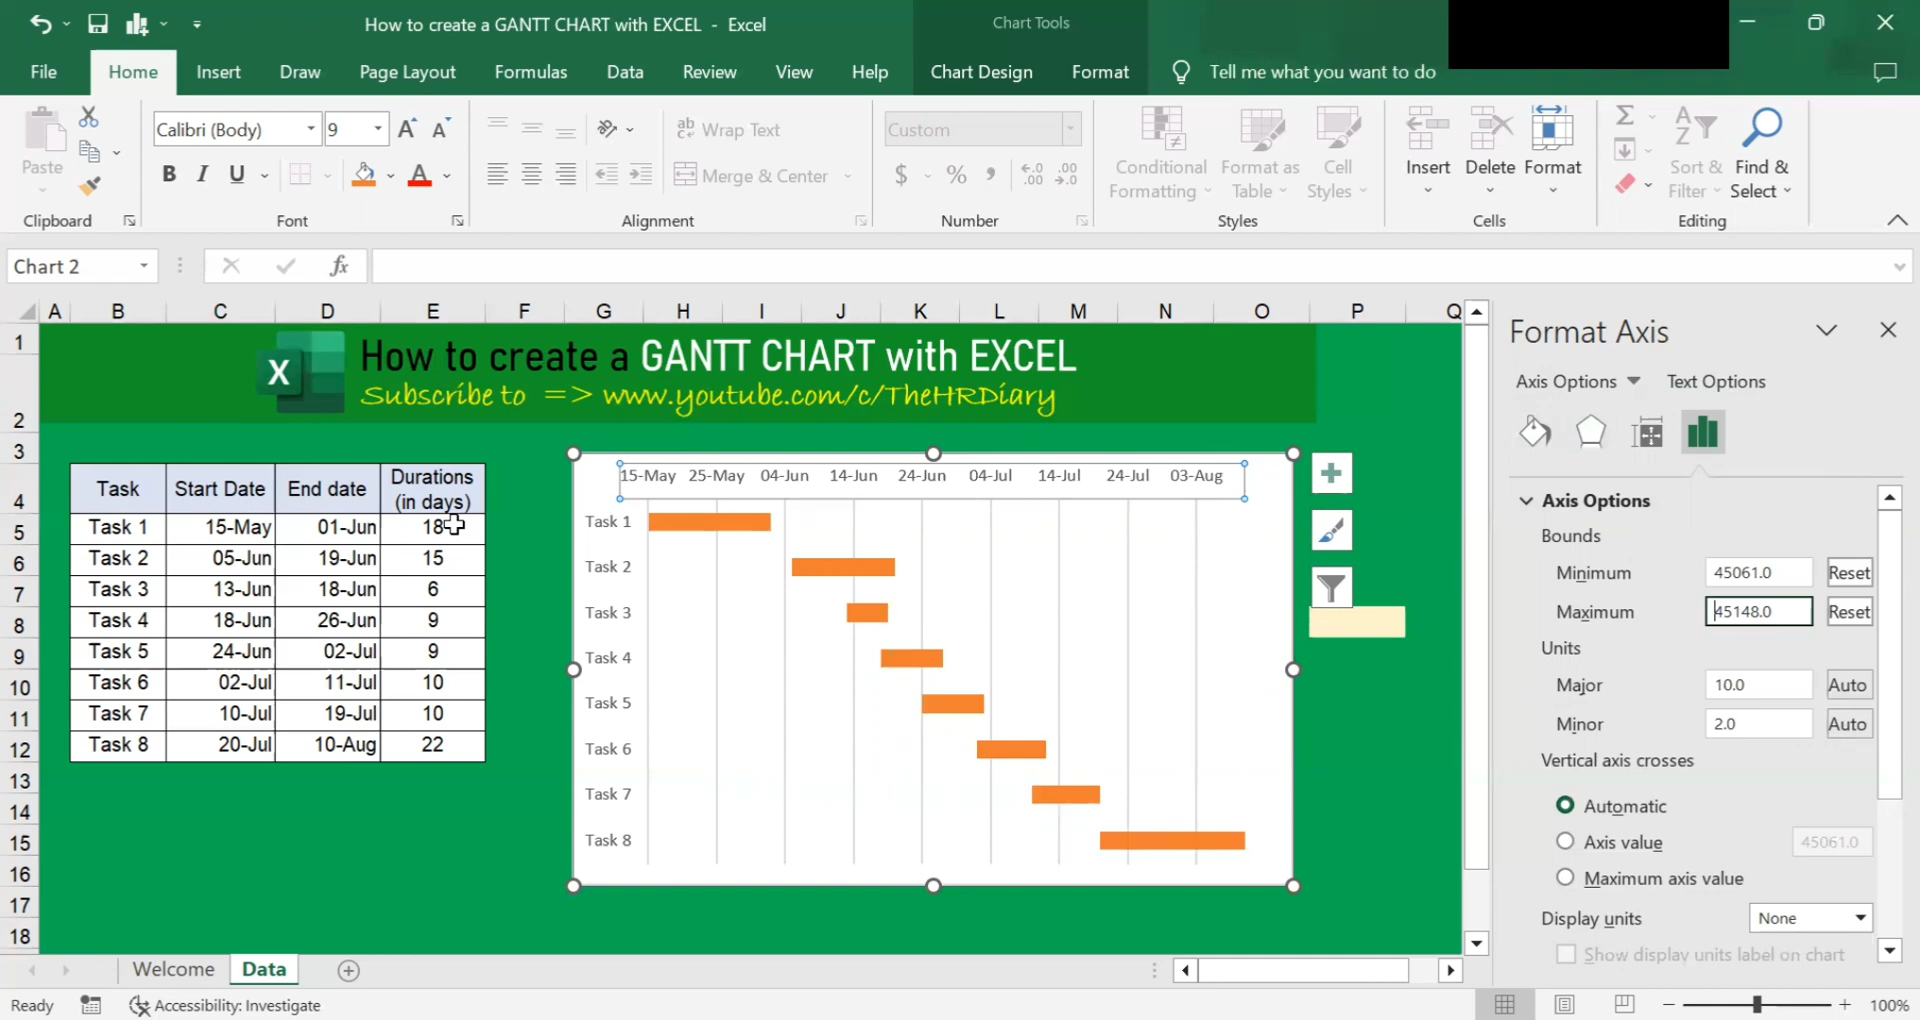 How to create a GANTT CHART with EXCEL - Excel
Chart Tools
File Home Insert Draw Page Layout Formulas Data Review View Help Chart Design Format Tell me what you want to do
Paste
Clipboard
Calibri (Body) 9
B I U
Font
Wrap Text
Merge & Center
Alignment
Custom
$ % ,
Number
Conditional Formatting
Format as Table
Cell Styles
Styles
Insert Delete Format
Cells
Sort & Filter
Find & Select
Editing
Chart 2 fx
A B C D E F G H I J K L M N O P Q
1
2
3
4
5
6
7
8
9
10
11
12
13
14
15
16
17
18
How to create a GANTT CHART with EXCEL
Subscribe to => www.youtube.com/c/TheHRDiary
Task Start Date End date Durations (in days)
Task 1 15-May 01-Jun 18
Task 2 05-Jun 19-Jun 15
Task 3 13-Jun 18-Jun 6
Task 4 18-Jun 26-Jun 9
Task 5 24-Jun 02-Jul 9
Task 6 02-Jul 11-Jul 10
Task 7 10-Jul 19-Jul 10
Task 8 20-Jul 10-Aug 22
15-May 25-May 04-Jun 14-Jun 24-Jun 04-Jul 14-Jul 24-Jul 03-Aug
Task 1
Task 2
Task 3
Task 4
Task 5
Task 6
Task 7
Task 8
Format Axis
Axis Options Text Options
Axis Options
Bounds
Minimum 45061.0 Reset
Maximum 45148.0 Reset
Units
Major 10.0 Auto
Minor 2.0 Auto
Vertical axis crosses
Automatic
Axis value 45061.0
Maximum axis value
Display units None
Show display units label on chart
Welcome Data
Ready Accessibility: Investigate 100%